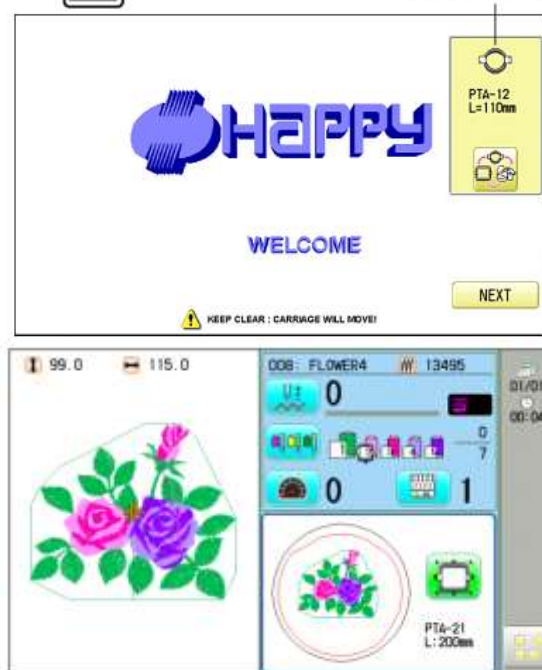 PTA-12
L=110mm
HAPPY
WELCOME
NEXT
KEEP CLEAR : CARRIAGE WILL MOVE!
99.0 115.0
008: FLOWER4 13495
01/01
00:04
0
0
7
0 1
PTA-21
L:200mm